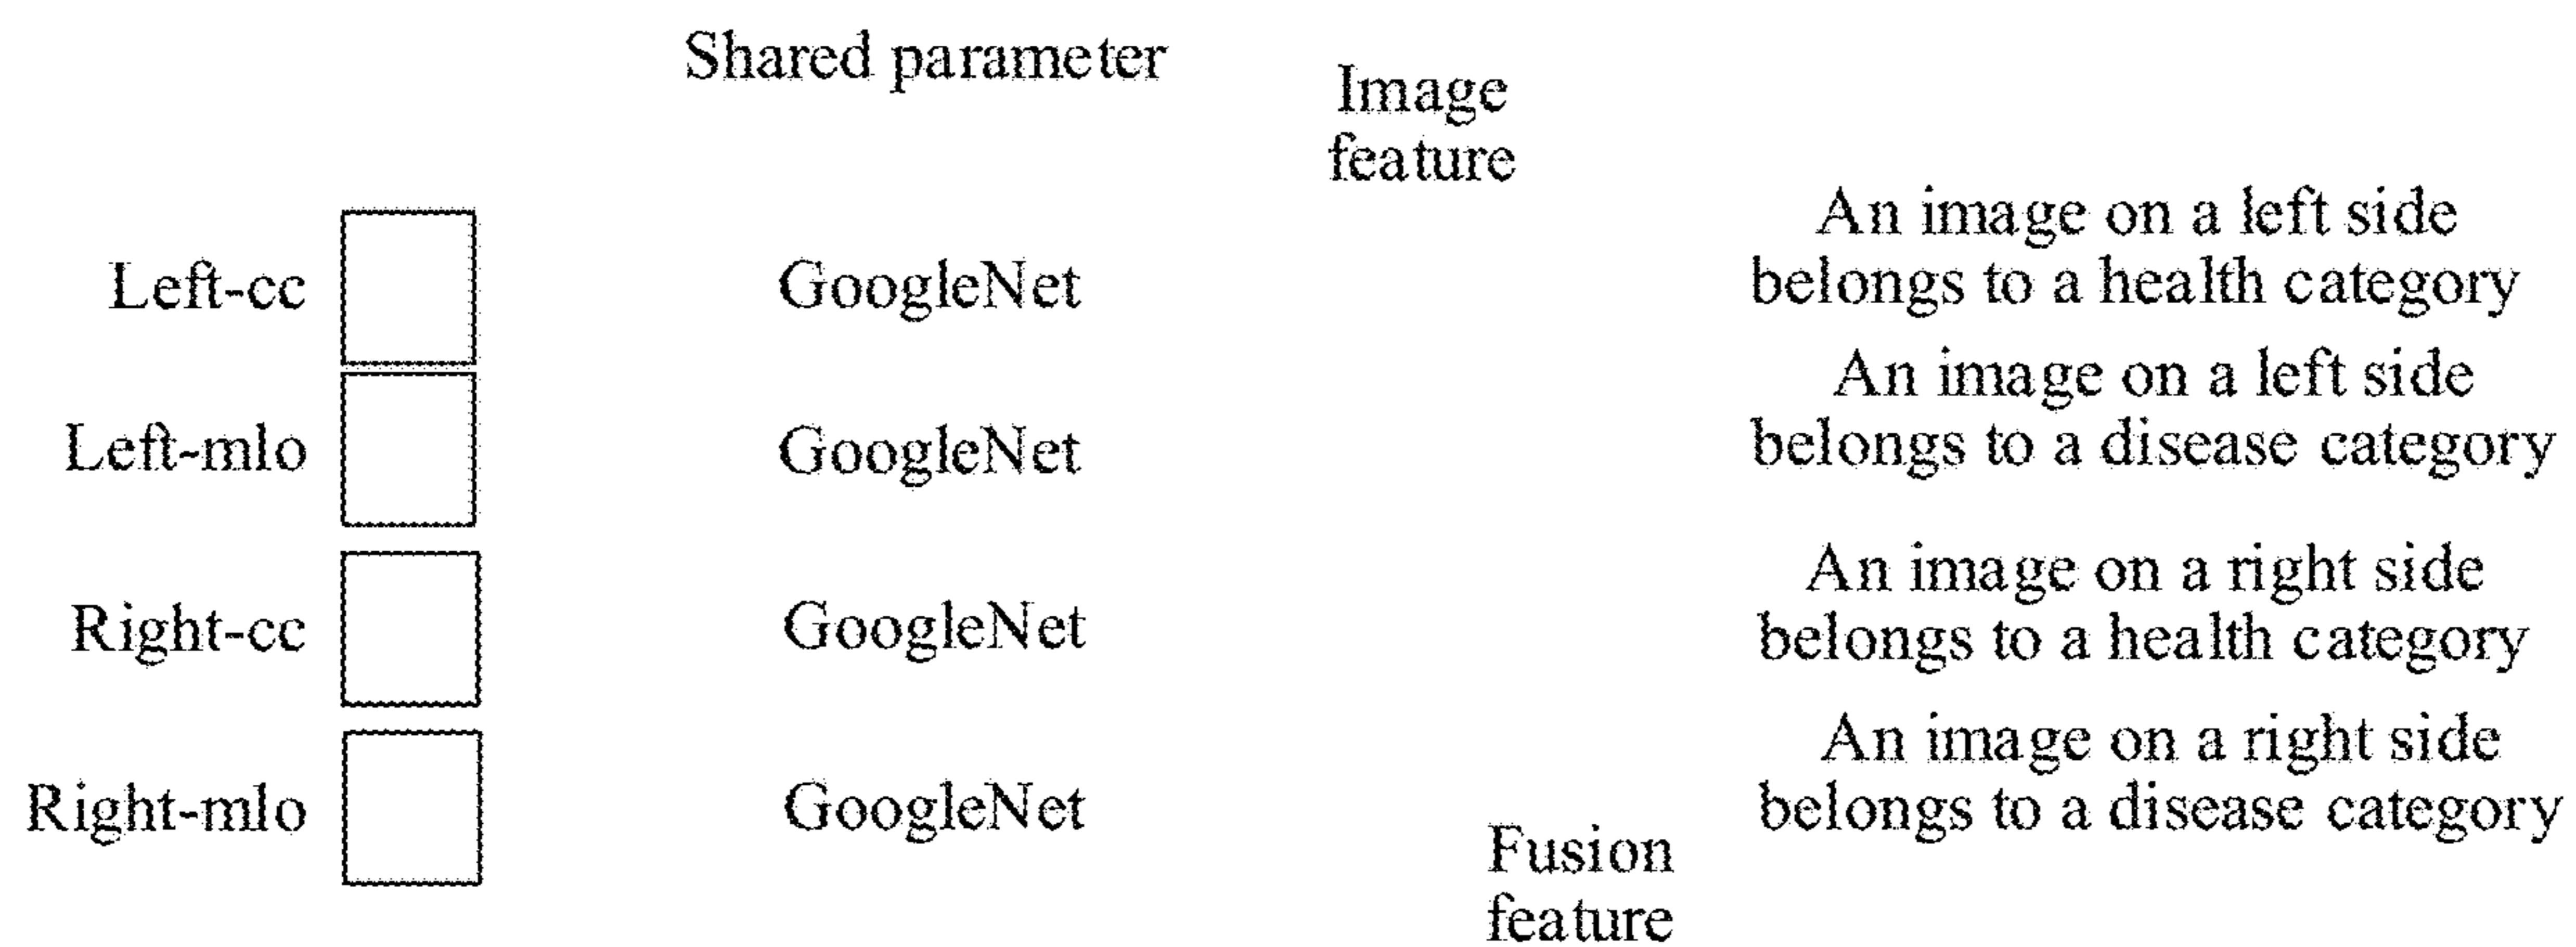 Shared parameter
Image
feature
Left-cc
GoogleNet
An image on a left side
belongs to a health category
Left-mlo
GoogleNet
An image on a left side
belongs to a disease category
Right-cc
GoogleNet
An image on a right side
belongs to a health category
Right-mlo
GoogleNet
An image on a right side
belongs to a disease category
Fusion
feature